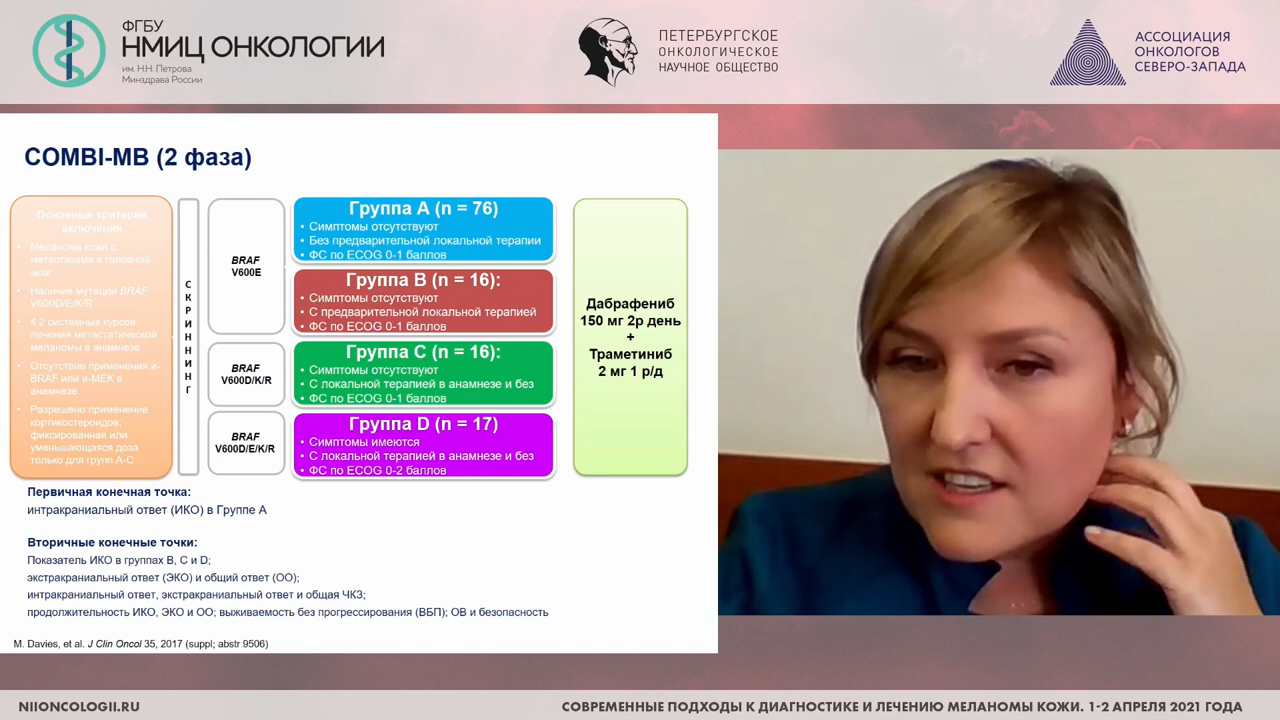 ФГБУ
НМИЦ ОНКОЛОГИИ
им. Н.Н. Петрова
Минздрава России
ПЕТЕРБУРГСКОЕ
ОНКОЛОГИЧЕСКОЕ
НАУЧНОЕ ОБЩЕСТВО
АССОЦИАЦИЯ
ОНКОЛОГОВ
СЕВЕРО-ЗАПАДА
COMBI-MB (2 фаза)
Основные критерии
включения
• Меланома кожи с
метастазами в головной
мозг
• Наличие мутации BRAF
V600D/E/K/R
• ≤ 2 системных курсов
лечения метастатической
меланомы в анамнезе
• Отсутствие применения и-
BRAF или и-MEK в
анамнезе
• Разрешено применение
кортикостероидов;
фиксированная или
уменьшающаяся доза
только для групп А-С
СКРИННИНГ
BRAF
V600E
BRAF
V600D/K/R
BRAF
V600D/E/K/R
Группа А (n = 76)
• Симптомы отсутствуют
• Без предварительной локальной терапии
• ФС по ECOG 0-1 баллов
Группа B (n = 16):
• Симптомы отсутствуют
• С предварительной локальной терапией
• ФС по ECOG 0-1 баллов
Группа C (n = 16):
• Симптомы отсутствуют
• С локальной терапией в анамнезе и без
• ФС по ECOG 0-1 баллов
Группа D (n = 17)
• Симптомы имеются
• С локальной терапией в анамнезе и без
• ФС по ECOG 0-2 баллов
Дабрафениб
150 мг 2р день
+
Траметиниб
2 мг 1 р/д
Первичная конечная точка:
интракраниальный ответ (ИКО) в Группе А
Вторичные конечные точки:
Показатель ИКО в группах B, C и D;
экстракраниальный ответ (ЭКО) и общий ответ (ОО);
интракраниальный ответ, экстракраниальный ответ и общая ЧКЗ;
продолжительность ИКО, ЭКО и ОО; выживаемость без прогрессирования (ВБП); ОВ и безопасность
M. Davies, et al. J Clin Oncol 35, 2017 (suppl; abstr 9506)
NIIONCOLOGII.RU
СОВРЕМЕННЫЕ ПОДХОДЫ К ДИАГНОСТИКЕ И ЛЕЧЕНИЮ МЕЛАНОМЫ КОЖИ. 1-2 АПРЕЛЯ 2021 ГОДА